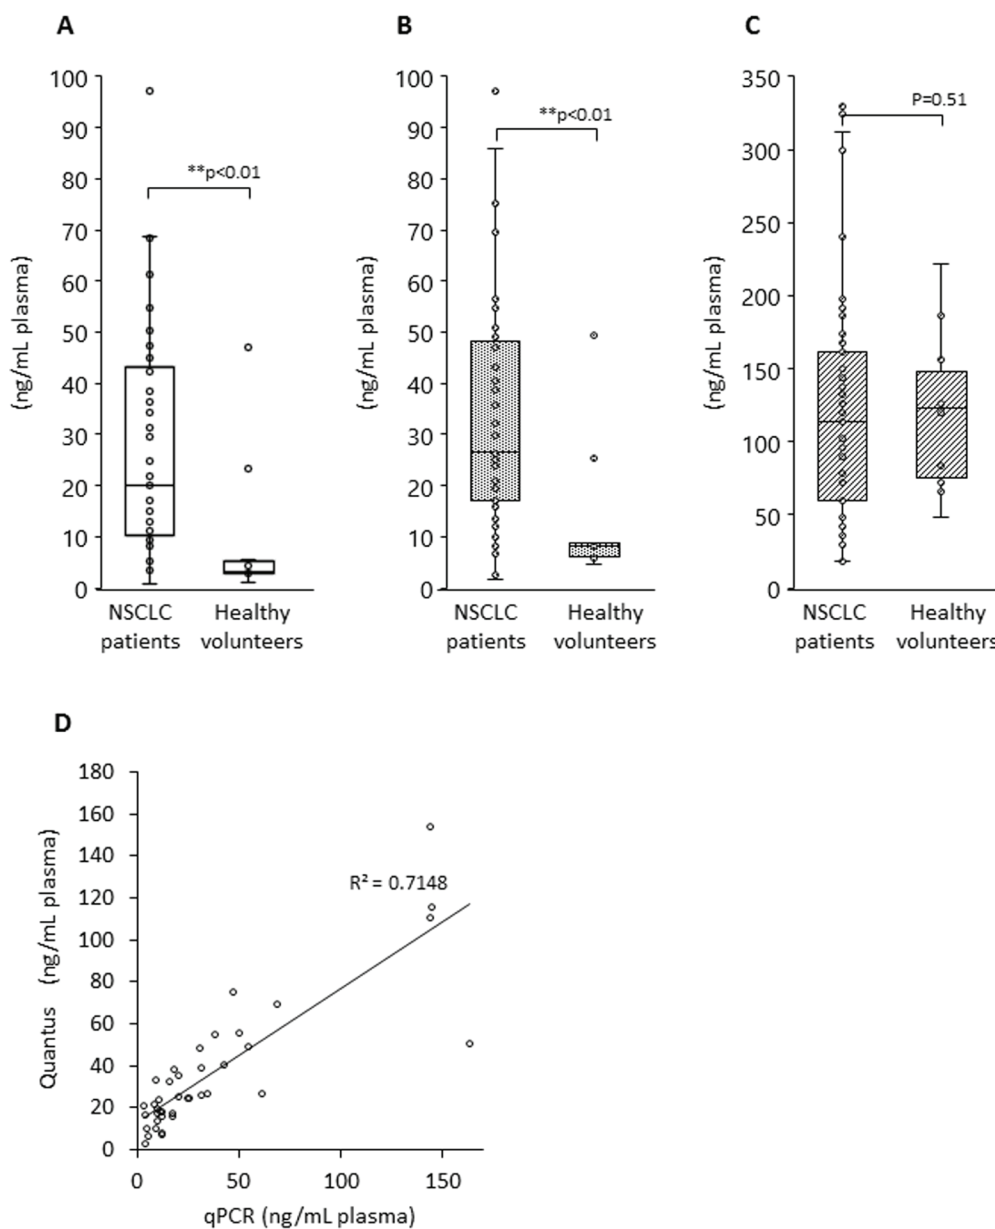 A
B
C
100
90
80
70
60
50
40
30
20
10
0
(ng/mL plasma)
**p<0.01
NSCLC
patients
Healthy
volunteers
100
90
80
70
60
50
40
30
20
10
0
(ng/mL plasma)
**p<0.01
NSCLC
patients
Healthy
volunteers
350
300
250
200
150
100
50
0
(ng/mL plasma)
P=0.51
NSCLC
patients
Healthy
volunteers
D
180
160
140
120
100
80
60
40
20
0
Quantus (ng/mL plasma)
R² = 0.7148
0
50
100
150
qPCR (ng/mL plasma)